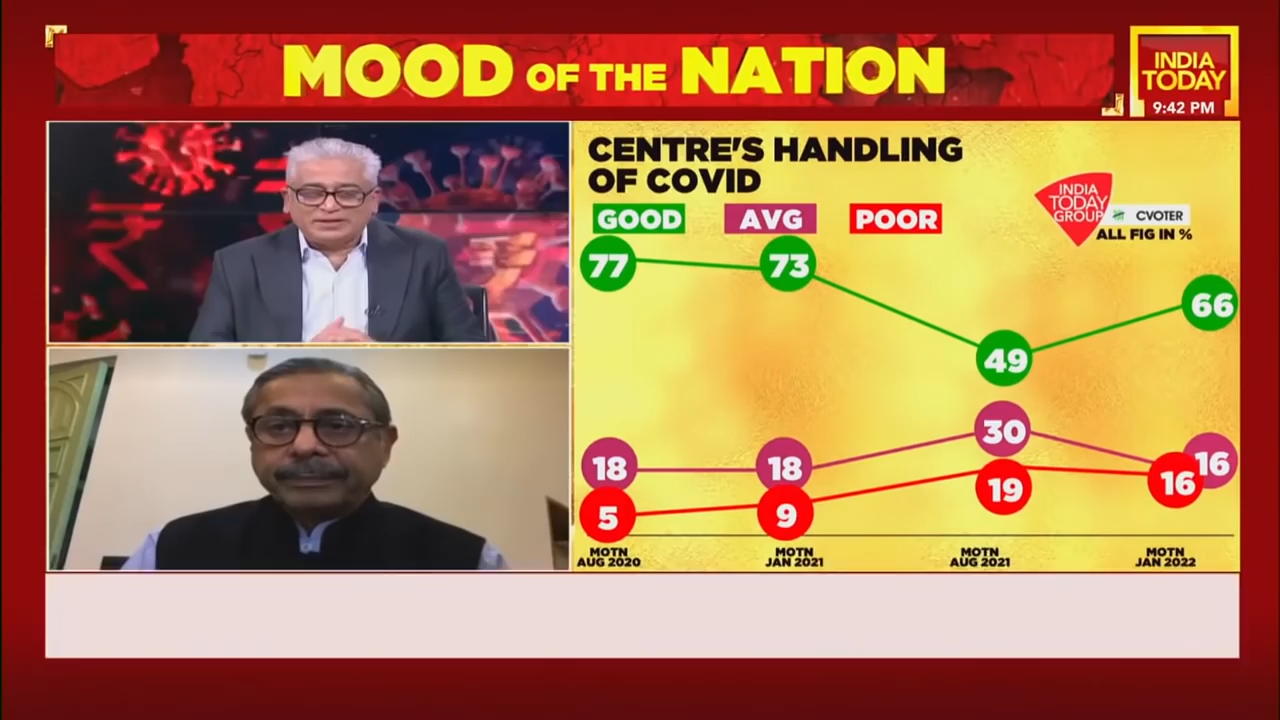 MOOD OF THE NATION
INDIA
TODAY
9:42 PM
CENTRE'S HANDLING
OF COVID
GOOD AVG POOR
INDIA
TODAY
GROUP
CVOTER
ALL FIG IN %
77 73 49 66
18 18 30 16
5 9 19 16
MOTN
AUG 2020
MOTN
JAN 2021
MOTN
AUG 2021
MOTN
JAN 2022